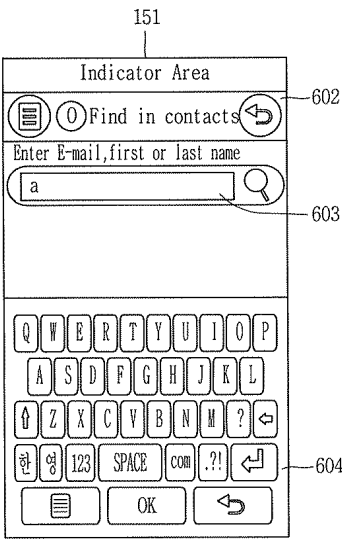 151
Indicator Area
0 Find in contacts
602
Enter E-mail,first or last name
a
603
Q W E R T Y U I O P
A S D F G H J K L
Z X C V B N M ?
한 영 123 SPACE com .?!
604
OK